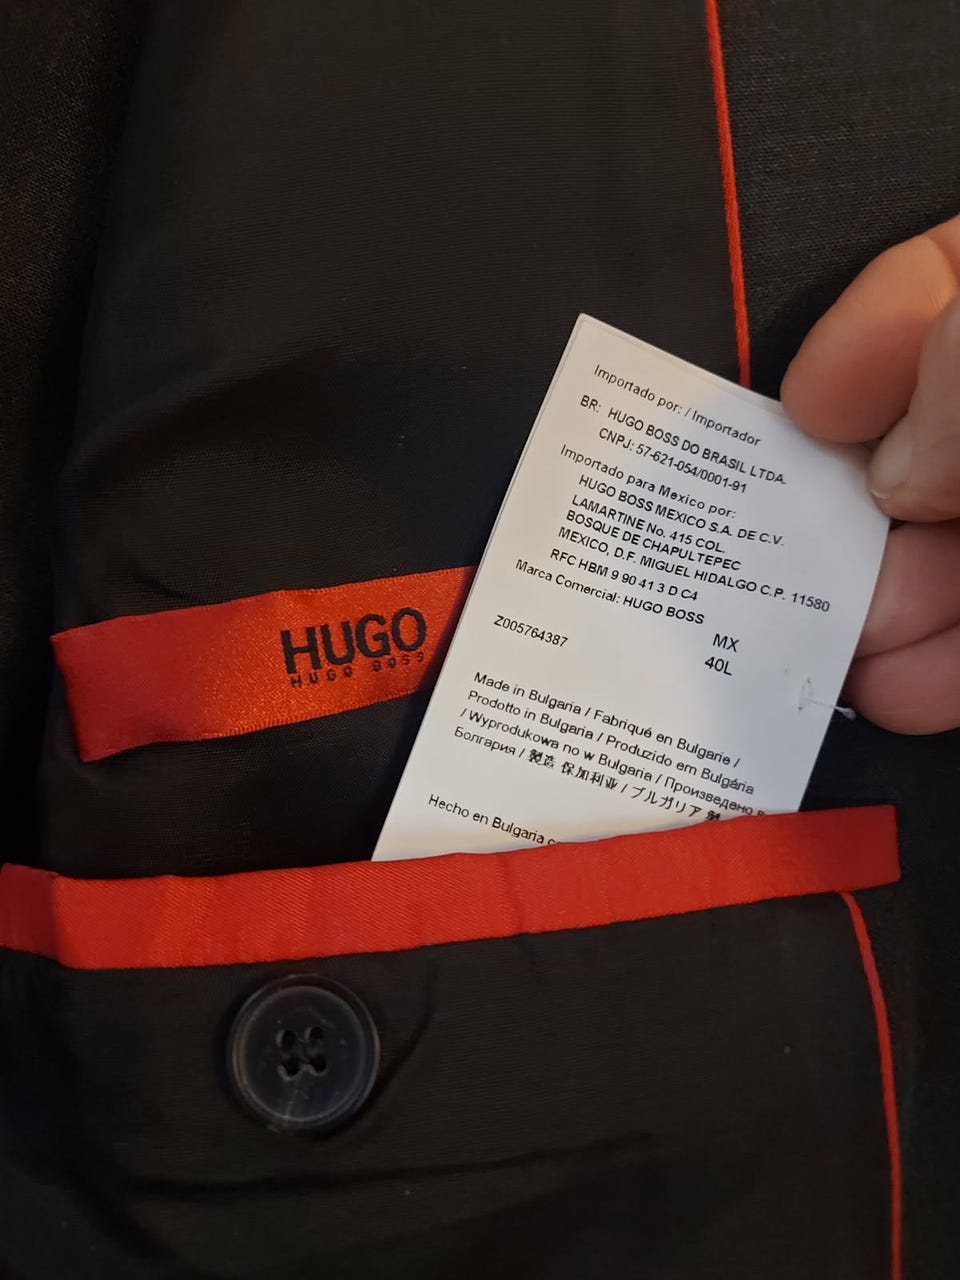 Importado por: / Importador
BR: HUGO BOSS DO BRASIL LTDA.
CNPJ: 57-621-054/0001-91
Importado para Mexico por:
HUGO BOSS MEXICO S.A. DE C.V.
LAMARTINE No. 415 COL.
BOSQUE DE CHAPULTEPEC
MEXICO, D.F. MIGUEL HIDALGO C.P. 11580
RFC HBM 9 90 41 3 D C4
Marca Comercial: HUGO BOSS
MX
Z005764387
40L
HUGO
HUGO BOSS
Made in Bulgaria / Fabriqué en Bulgarie /
Prodotto in Bulgaria / Produzido em Bulgária
/ Wyprodukowa no w Bulgaria / Произведено в
Болгария / 製造 保加利亚 / ブルガリア 製
Hecho en Bulgaria